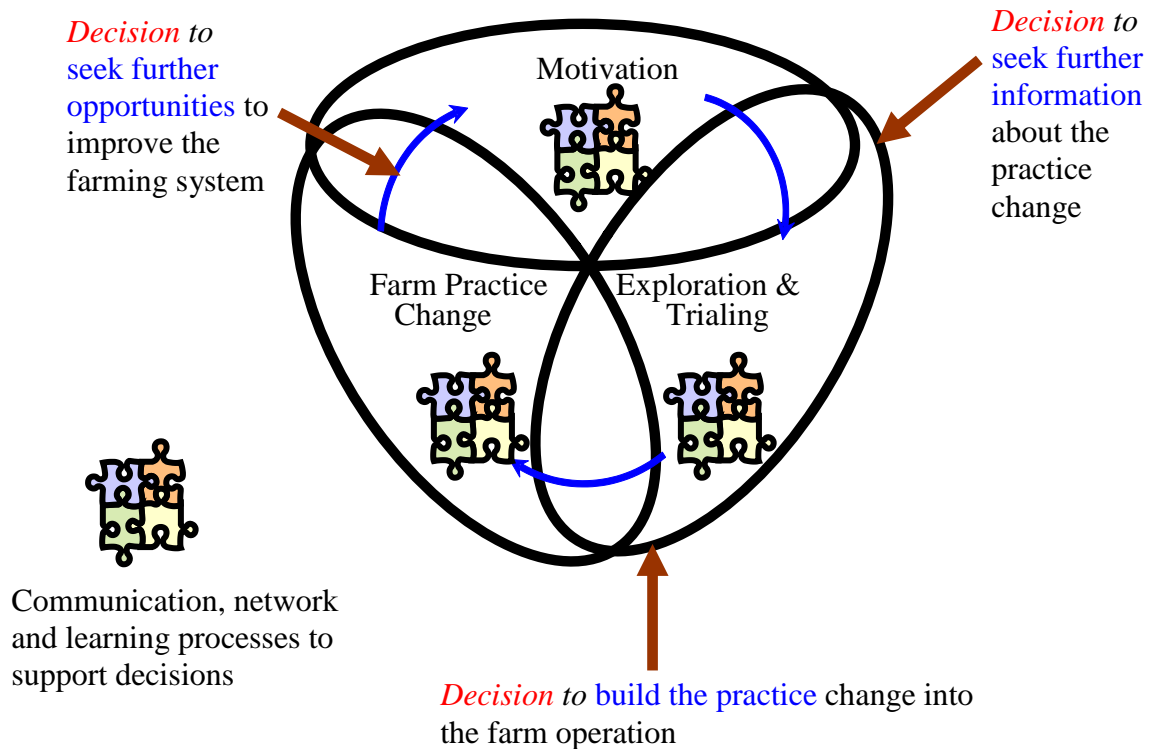 Decision to
seek further
opportunities to
improve the
farming system
Motivation
Decision to
seek further
information
about the
practice
change
Farm Practice
Change
Exploration &
Trialing
Communication, network
and learning processes to
support decisions
Decision to build the practice change into
the farm operation